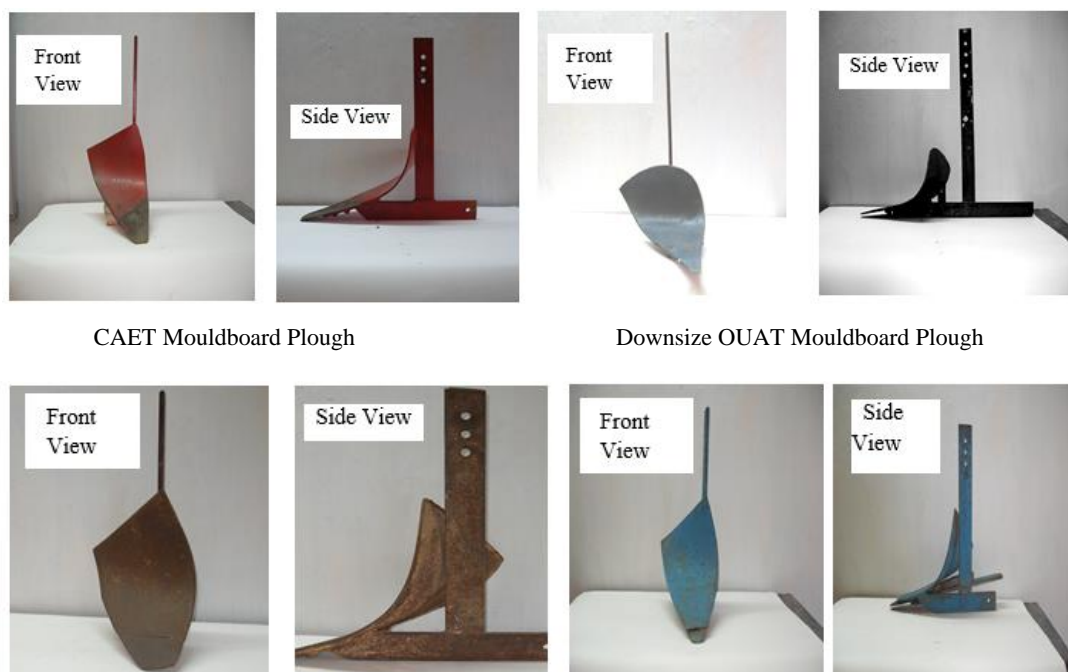 Front
View
Side View
Front
View
Side View
CAET Mouldboard Plough
Downsize OUAT Mouldboard Plough
Front
View
Side View
Front
View
Side
View